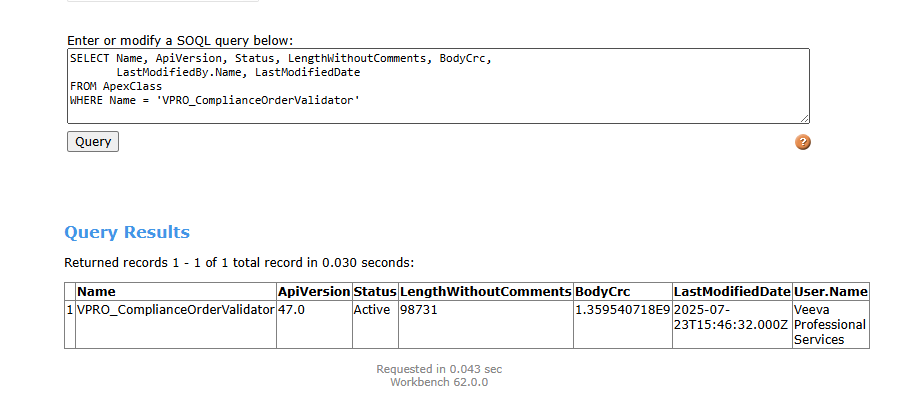 Enter or modify a SOQL query below:
SELECT Name, ApiVersion, Status, LengthWithoutComments, BodyCrc,
LastModifiedBy.Name, LastModifiedDate
FROM ApexClass
WHERE Name = 'VPRO_ComplianceOrderValidator'
Query
?
Query Results
Returned records 1 - 1 of 1 total record in 0.030 seconds:
Name ApiVersion Status LengthWithoutComments BodyCrc LastModifiedDate User.Name
1 VPRO_ComplianceOrderValidator 47.0 Active 98731 1.359540718E9 2025-07- Veeva
23T15:46:32.000Z Professional
Services
Requested in 0.043 sec
Workbench 62.0.0